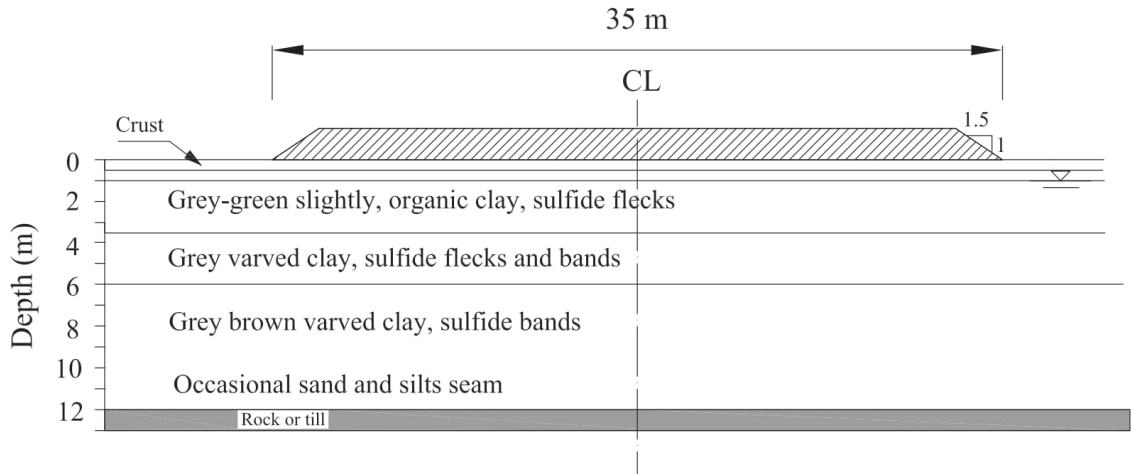 35 m
CL
Crust
1.5
1
0
2
4
6
8
10
12
Depth (m)
Grey-green slightly, organic clay, sulfide flecks
Grey varved clay, sulfide flecks and bands
Grey brown varved clay, sulfide bands
Occasional sand and silts seam
Rock or till